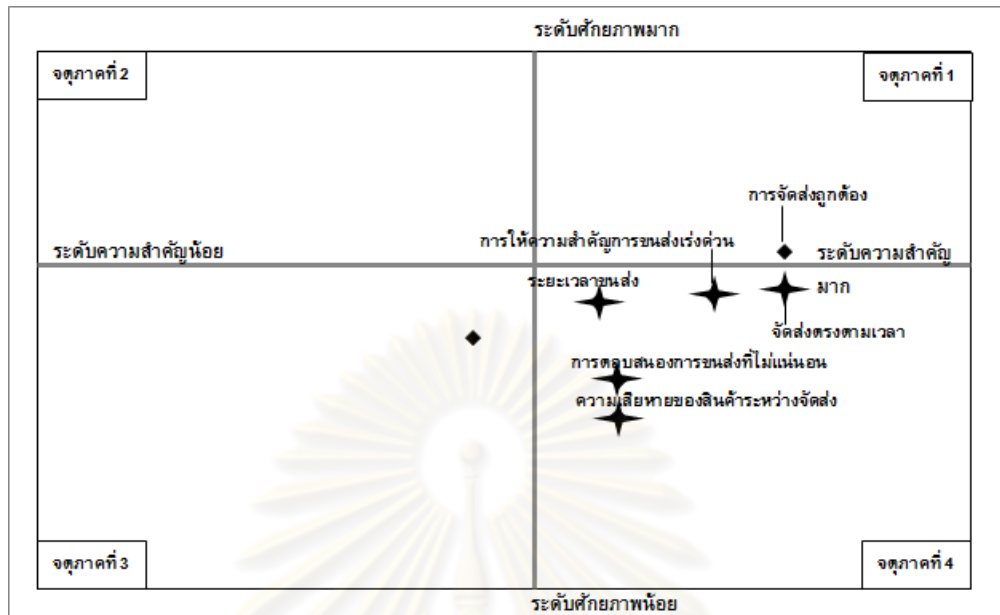 ระดับศักยภาพมาก
จตุภาคที่ 2
จตุภาคที่ 1
การจัดส่งถูกต้อง
การให้ความสำคัญการขนส่งเร่งด่วน
ระดับความสำคัญน้อย
ระดับความสำคัญ
มาก
ระยะเวลาขนส่ง
จัดส่งตรงตามเวลา
การตอบสนองการขนส่งที่ไม่แน่นอน
ความเสียหายของสินค้าระหว่างจัดส่ง
จตุภาคที่ 3
จตุภาคที่ 4
ระดับศักยภาพน้อย